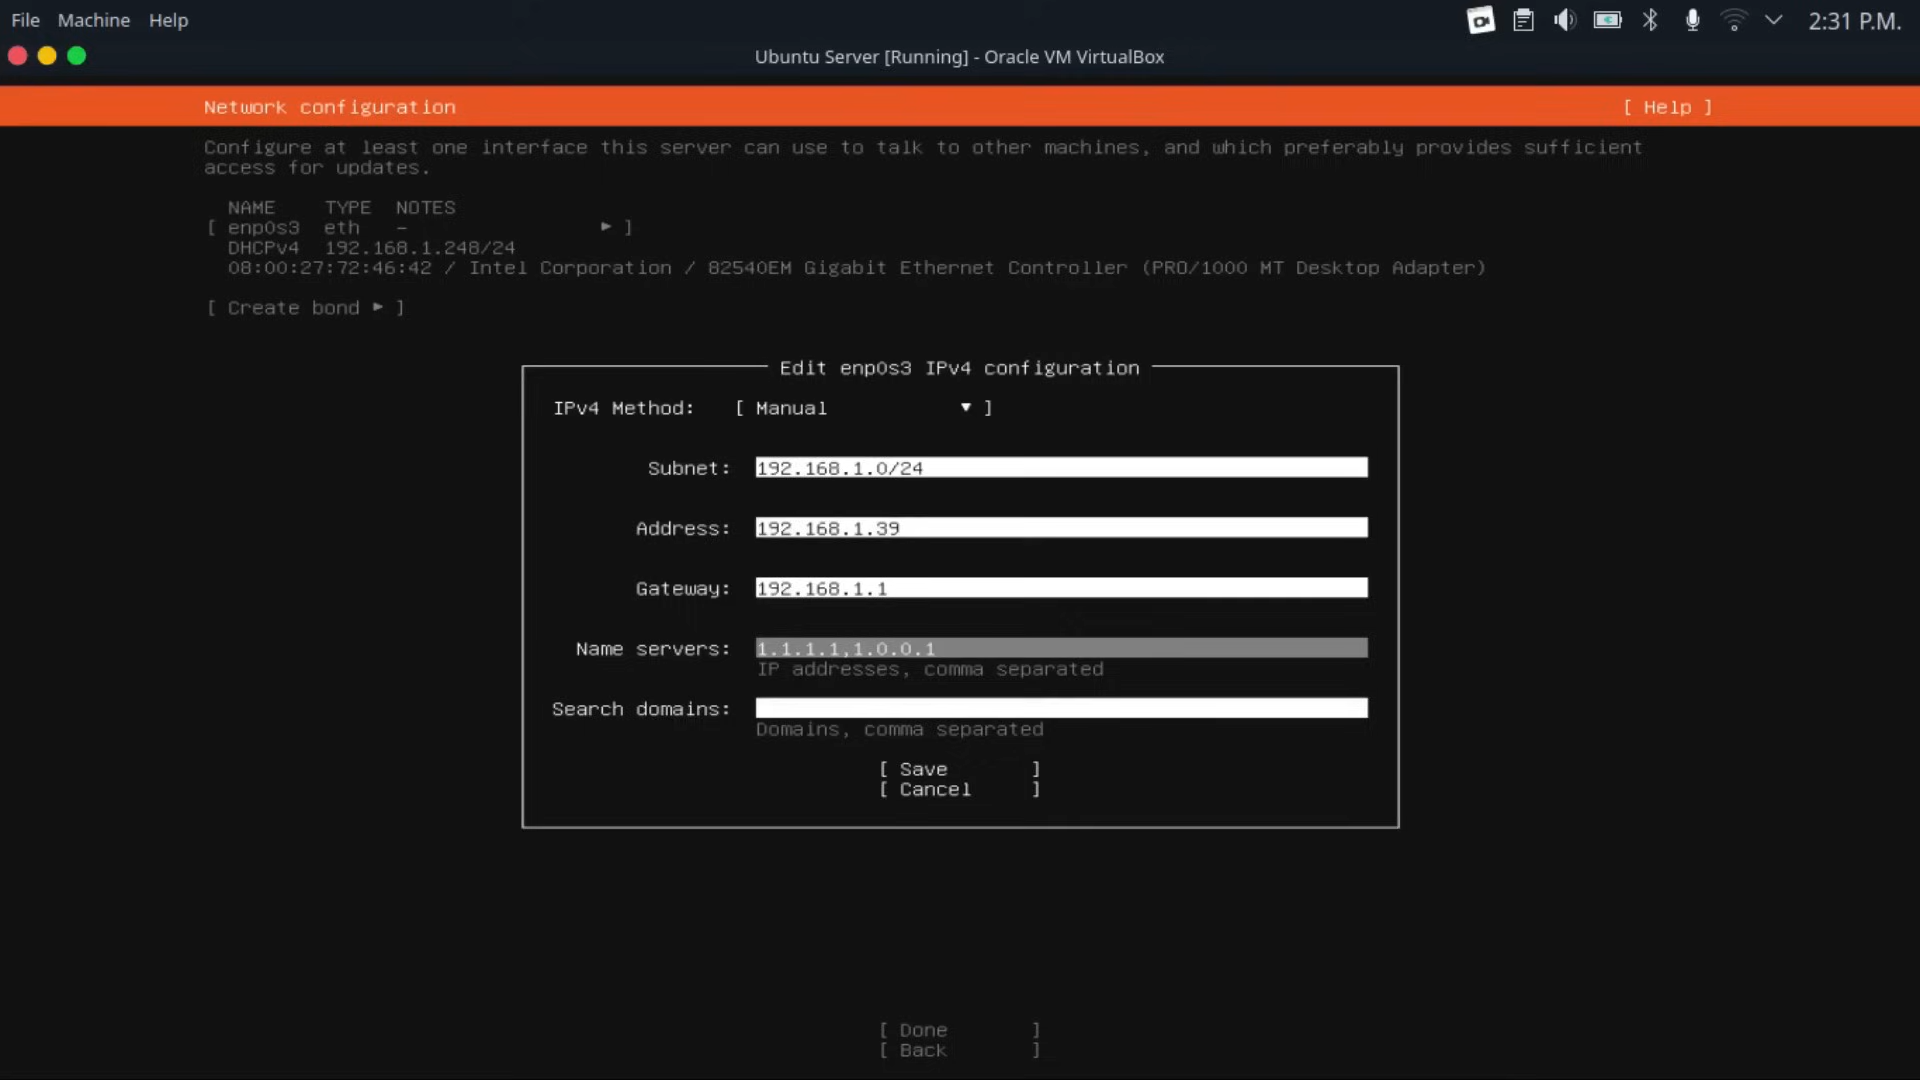 File Machine Help
2:31 P.M.
Ubuntu Server [Running] - Oracle VM VirtualBox
Network configuration [ Help ]
Configure at least one interface this server can use to talk to other machines, and which preferably provides sufficient
access for updates.
NAME TYPE NOTES
[ enp0s3 eth – ▸ ]
DHCPv4 192.168.1.248/24
08:00:27:72:46:42 / Intel Corporation / 82540EM Gigabit Ethernet Controller (PRO/1000 MT Desktop Adapter)
[ Create bond ▸ ]
Edit enp0s3 IPv4 configuration
IPv4 Method: [ Manual ▾ ]
Subnet: 192.168.1.0/24
Address: 192.168.1.39
Gateway: 192.168.1.1
Name servers: 1.1.1.1,1.0.0.1
IP addresses, comma separated
Search domains:
Domains, comma separated
[ Save ]
[ Cancel ]
[ Done ]
[ Back ]